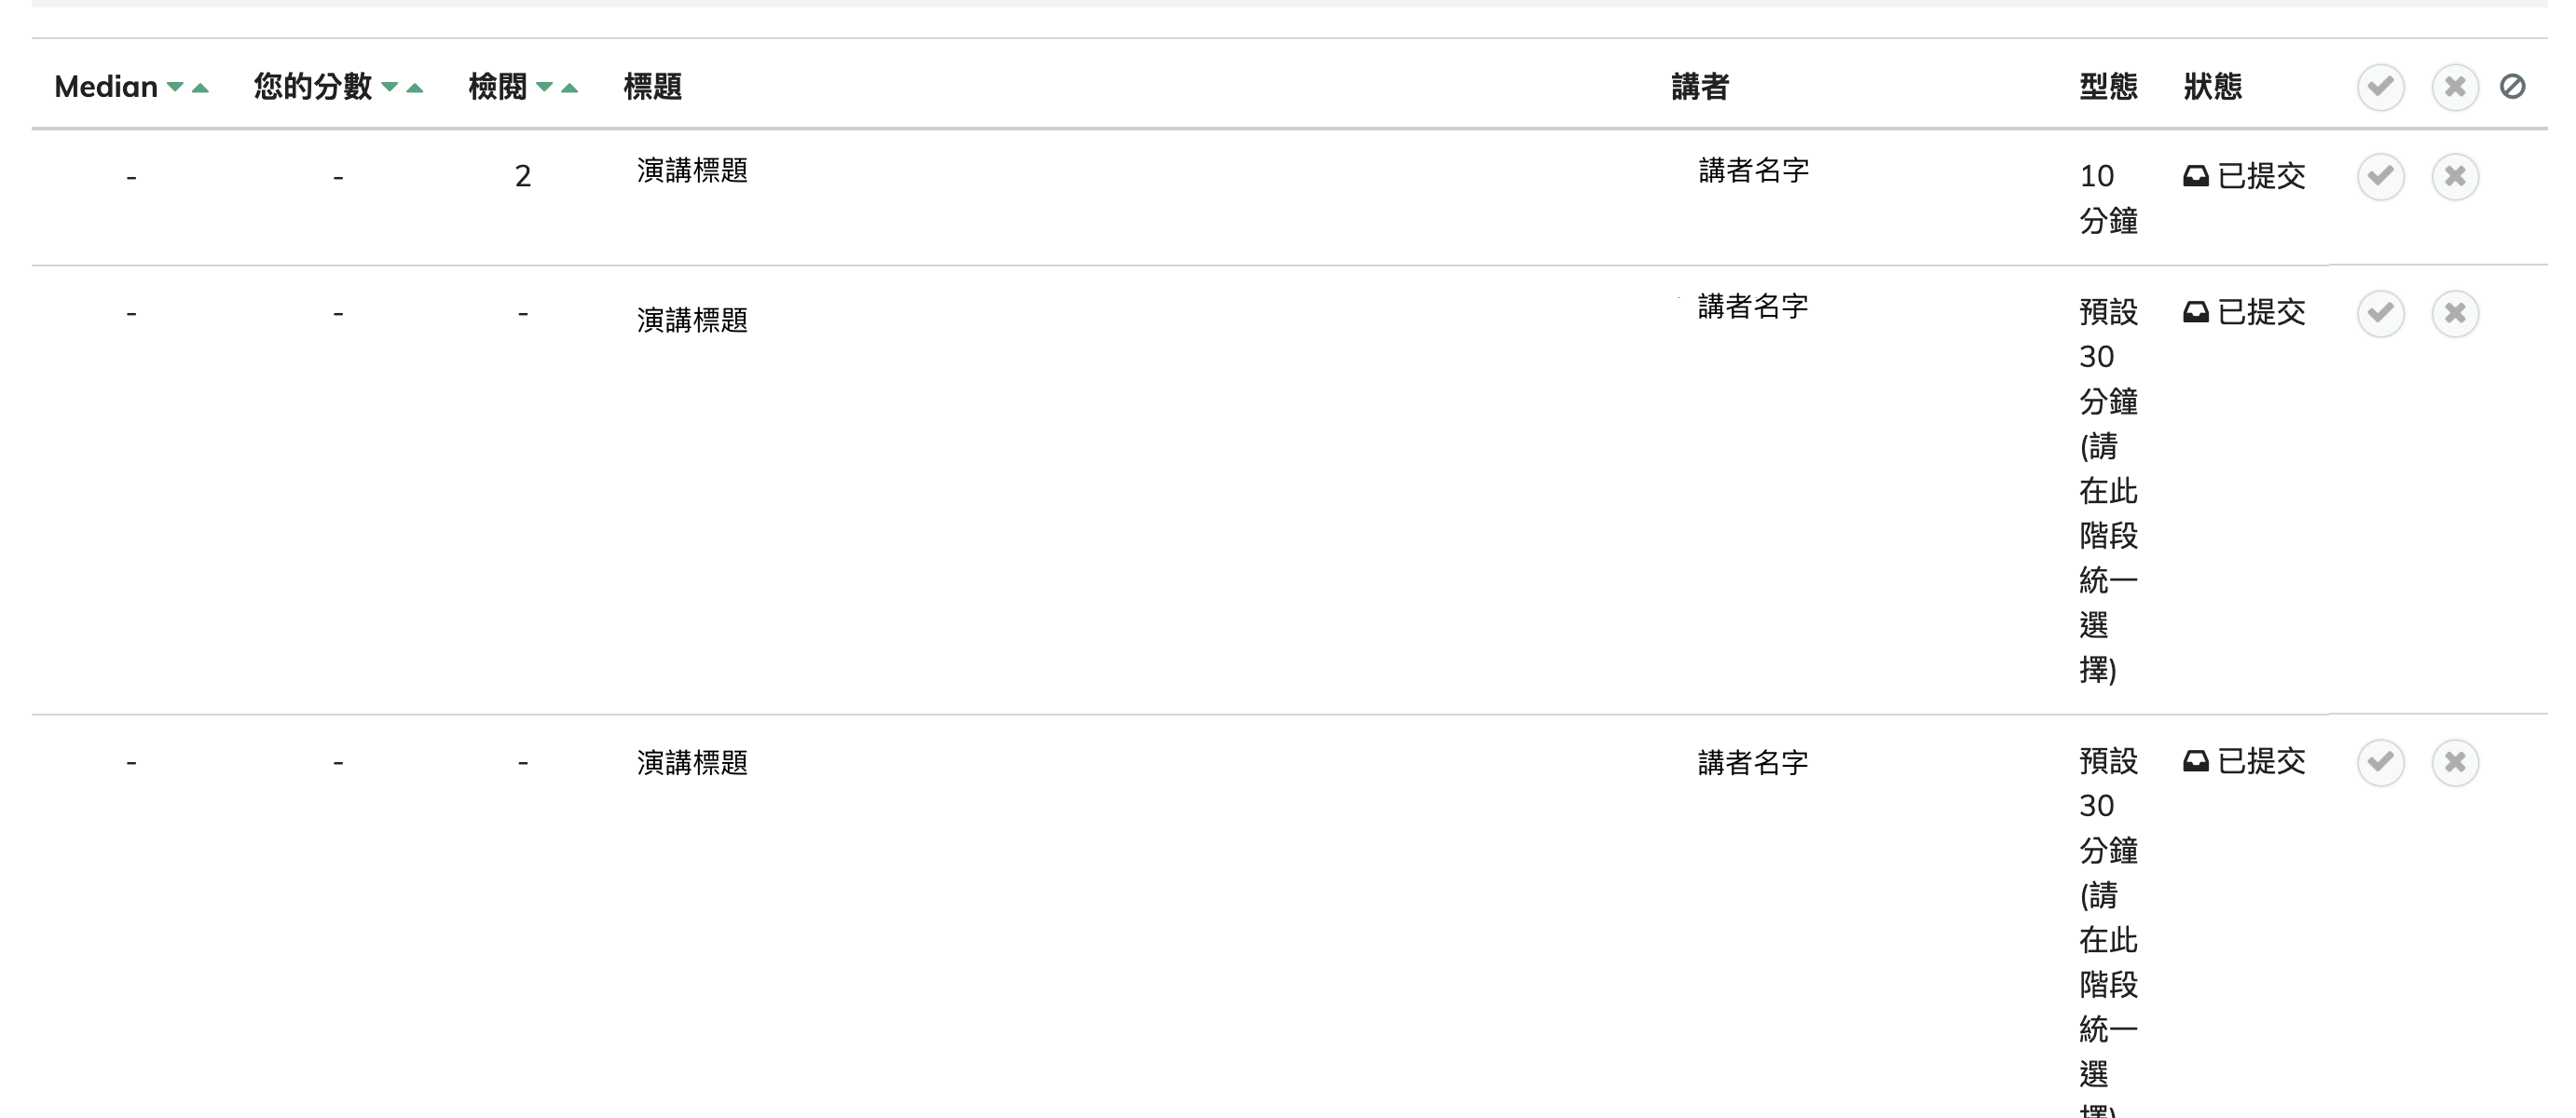 Median 您的分數 檢閱 標題 講者 型態 狀態
- - 2 演講標題 講者名字 10 已提交
分鐘
- - - 演講標題 講者名字 預設 已提交
30
分鐘
(請
在此
階段
統一
選
擇)
- - - 演講標題 講者名字 預設 已提交
30
分鐘
(請
在此
階段
統一
選
擇)